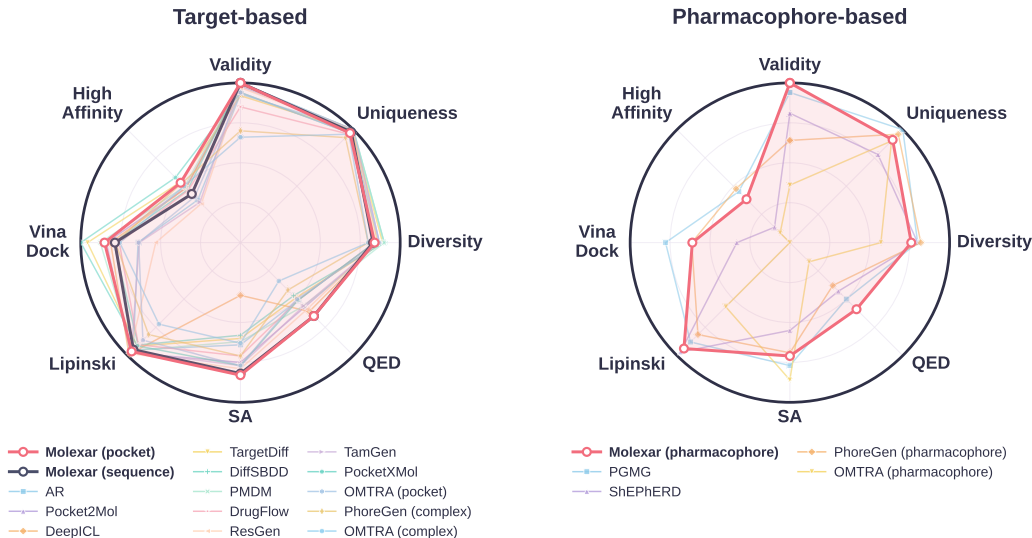 Target-based
Validity
High
Affinity
Uniqueness
Vina
Dock
Diversity
Lipinski
QED
SA
Molexar (pocket)
Molexar (sequence)
AR
Pocket2Mol
DeepICL
TargetDiff
DiffSBDD
PMDM
DrugFlow
ResGen
TamGen
PocketXMol
OMTRA (pocket)
PhoreGen (complex)
OMTRA (complex)
Pharmacophore-based
Validity
High
Affinity
Uniqueness
Vina
Dock
Diversity
Lipinski
QED
SA
Molexar (pharmacophore)
PGMG
ShEPhERD
PhoreGen (pharmacophore)
OMTRA (pharmacophore)